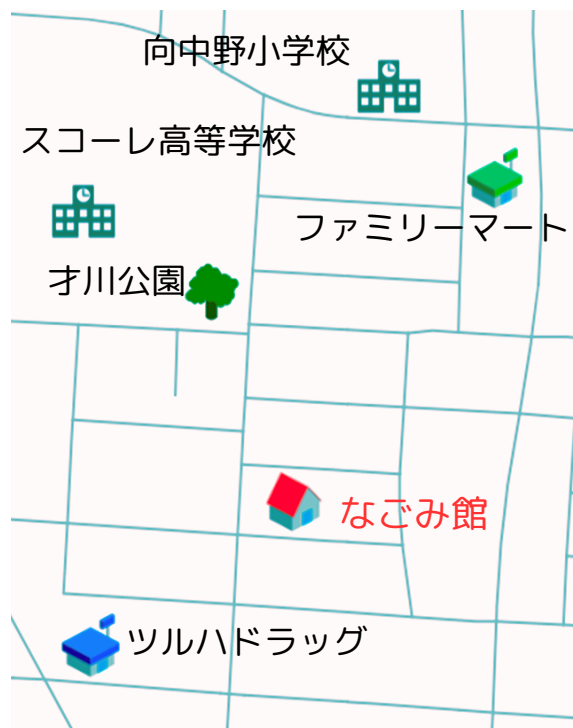 向中野小学校
スコーレ高等学校
ファミリーマート
才川公園
なごみ館
ツルハドラッグ